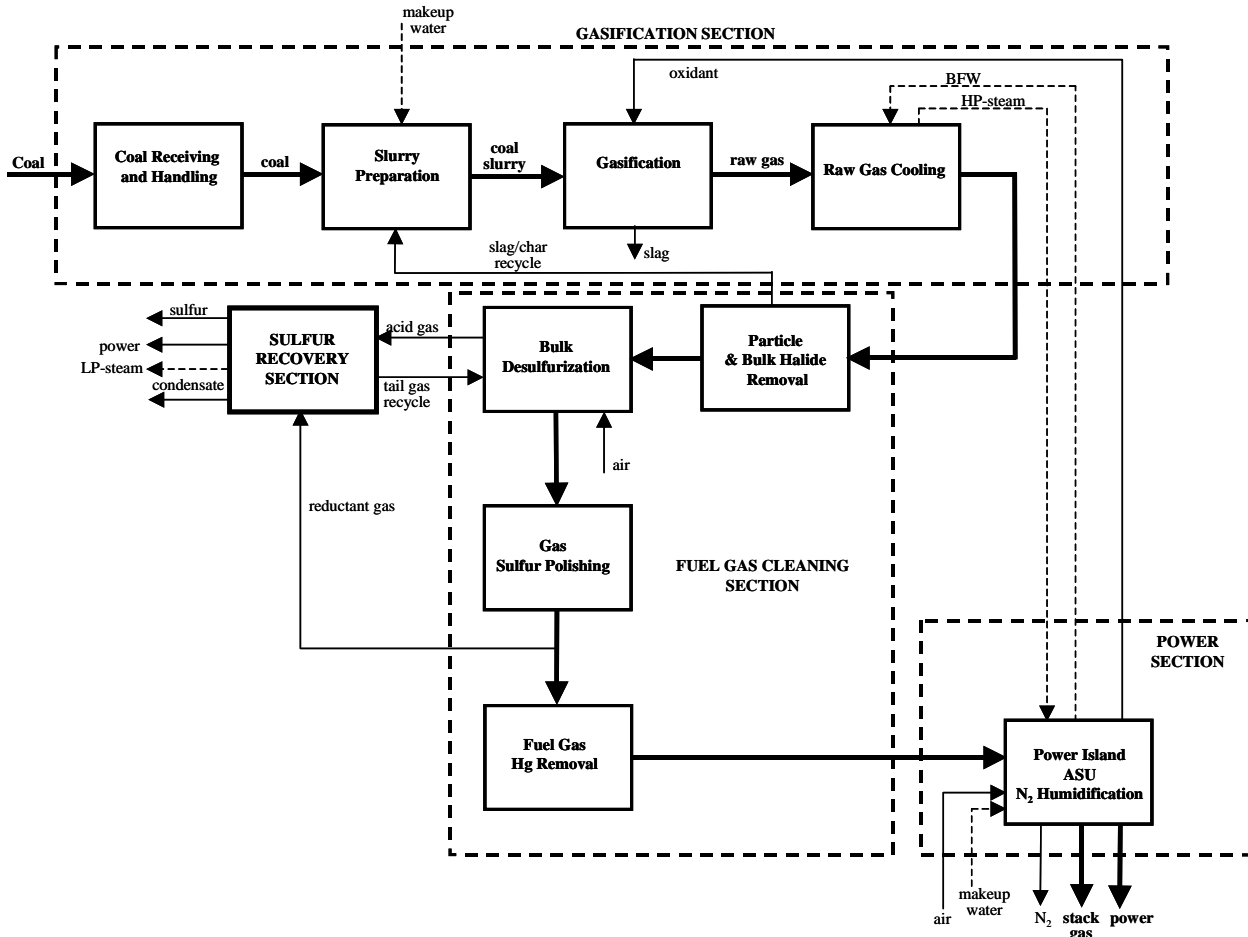 makeup
water
GASIFICATION SECTION
oxidant
BFW
HP-steam
Coal
Coal Receiving
and Handling
coal
Slurry
Preparation
coal
slurry
Gasification
raw gas
Raw Gas Cooling
slag/char
recycle
slag
sulfur
power
LP-steam
condensate
SULFUR
RECOVERY
SECTION
acid gas
tail gas
recycle
Bulk
Desulfurization
Particle
& Bulk Halide
Removal
air
reductant gas
Gas
Sulfur Polishing
FUEL GAS CLEANING
SECTION
POWER
SECTION
Fuel Gas
Hg Removal
Power Island
ASU
N₂ Humidification
air
makeup
water
N₂
stack
gas
power